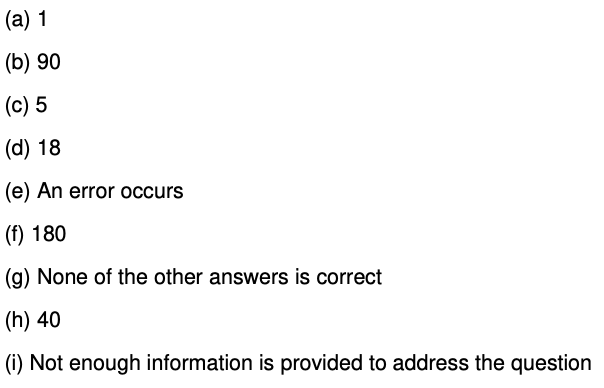 (a) 1
(b) 90
(c) 5
(d) 18
(e) An error occurs
(f) 180
(g) None of the other answers is correct
(h) 40
(i) Not enough information is provided to address the question